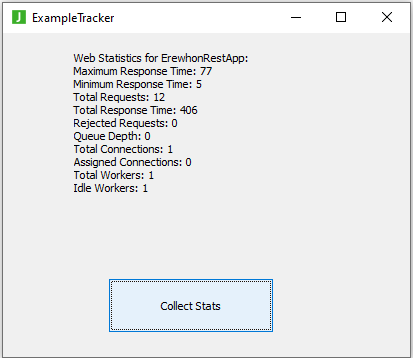 J ExampleTracker
Web Statistics for ErewhonRestApp:
Maximum Response Time: 77
Minimum Response Time: 5
Total Requests: 12
Total Response Time: 406
Rejected Requests: 0
Queue Depth: 0
Total Connections: 1
Assigned Connections: 0
Total Workers: 1
Idle Workers: 1
Collect Stats